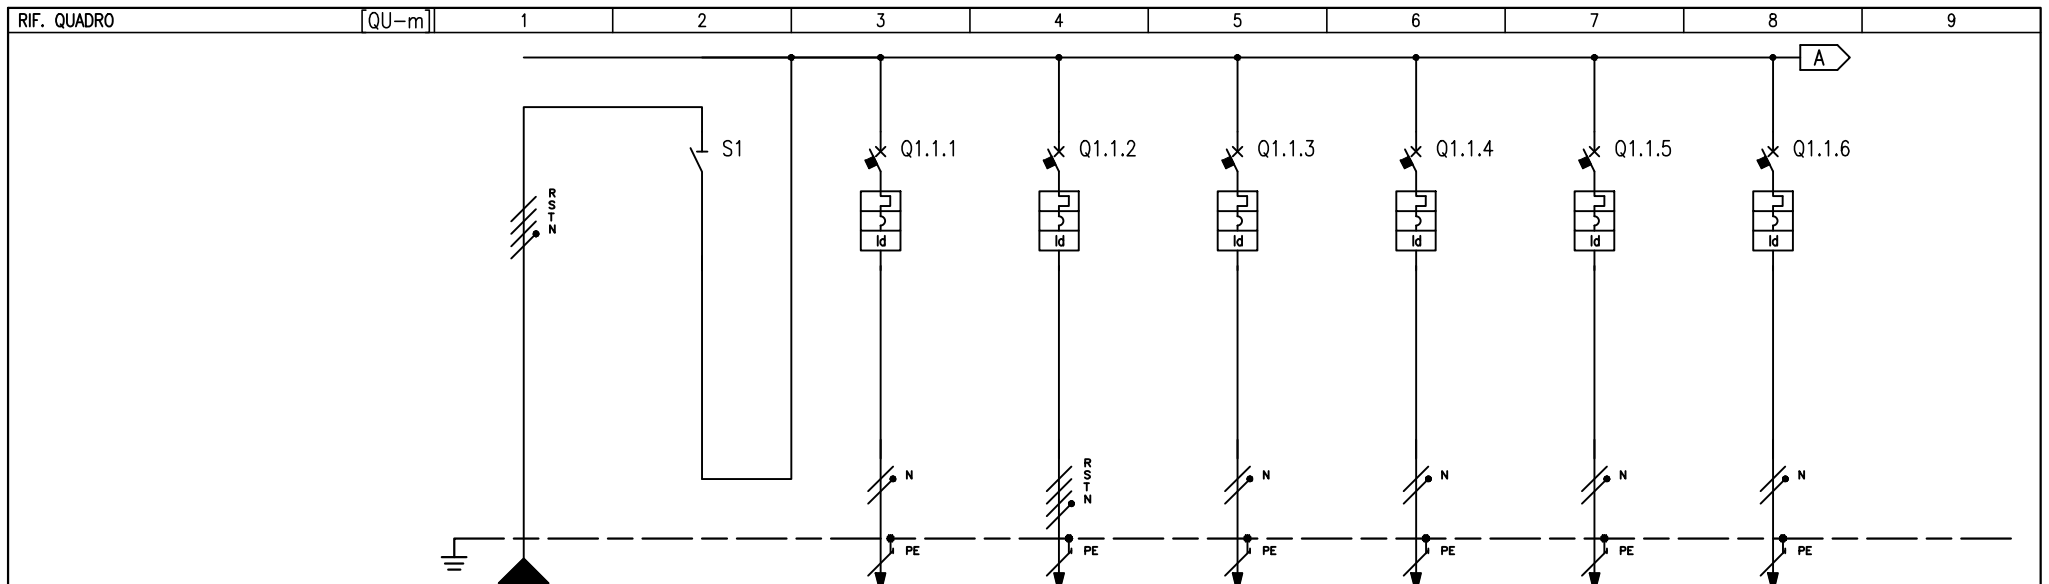 RIF. QUADRO [QU-m] 1 2 3 4 5 6 7 8 9
A
S1 Q1.1.1 Q1.1.2 Q1.1.3 Q1.1.4 Q1.1.5 Q1.1.6
R
S
T
N
Id Id Id Id Id Id
R
S
T
N
N N N N N
PE PE PE PE PE PE